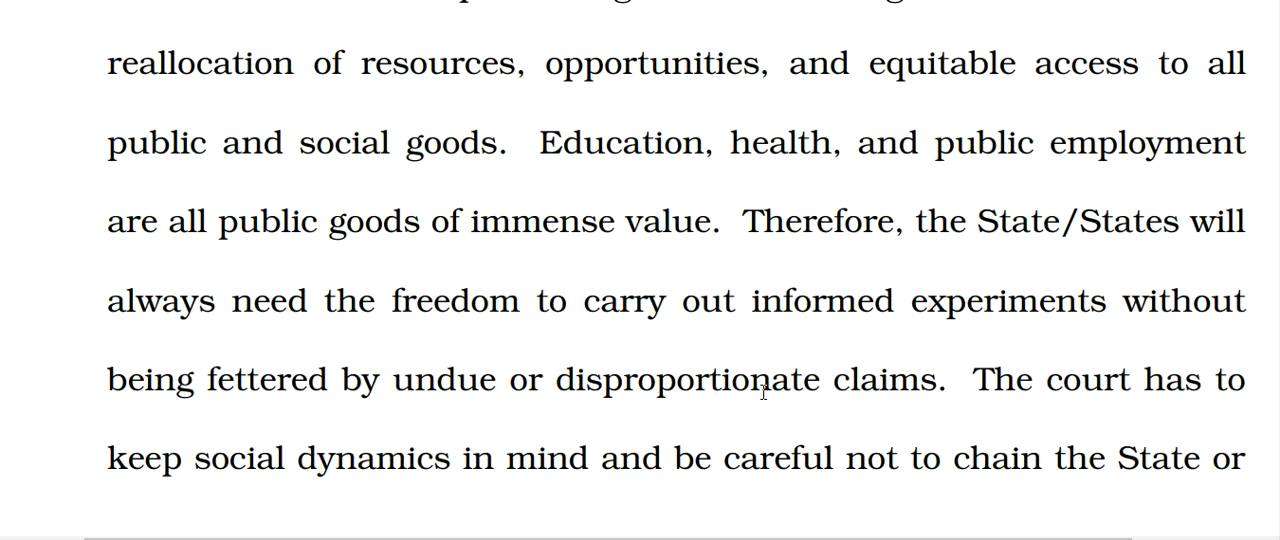 reallocation of resources, opportunities, and equitable access to all
public and social goods. Education, health, and public employment
are all public goods of immense value. Therefore, the State/States will
always need the freedom to carry out informed experiments without
being fettered by undue or disproportionate claims. The court has to
keep social dynamics in mind and be careful not to chain the State or